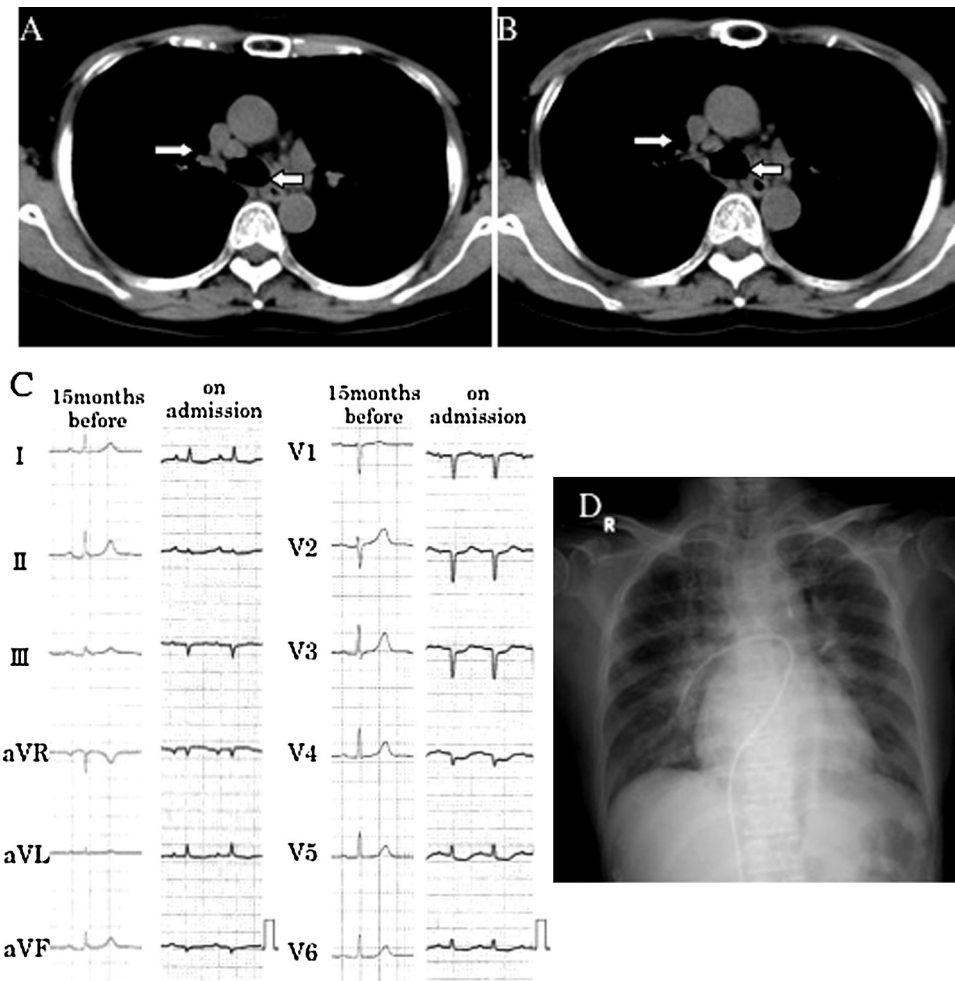 A
B
C
15months before
on admission
15months before
on admission
I
V1
II
V2
III
V3
aVR
V4
aVL
V5
aVF
V6
D
R